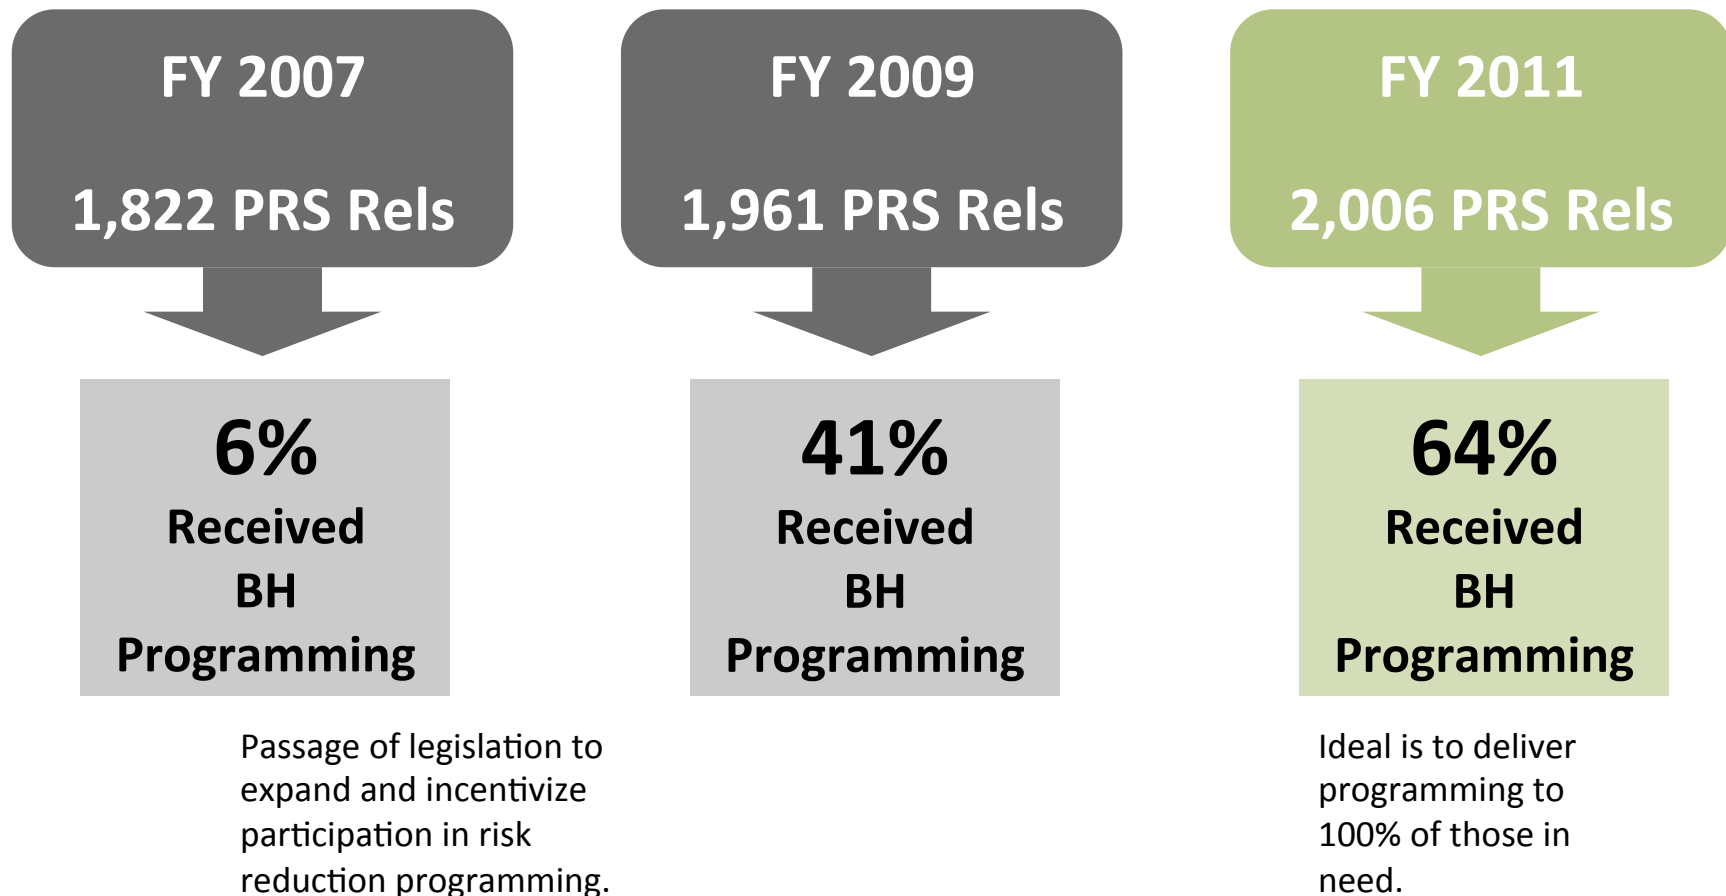 FY 2007
1,822 PRS Rels
6%
Received
BH
Programming
FY 2009
1,961 PRS Rels
41%
Received
BH
Programming
FY 2011
2,006 PRS Rels
64%
Received
BH
Programming
Passage of legislation to
expand and incentivize
participation in risk
reduction programming.
Ideal is to deliver
programming to
100% of those in
need.